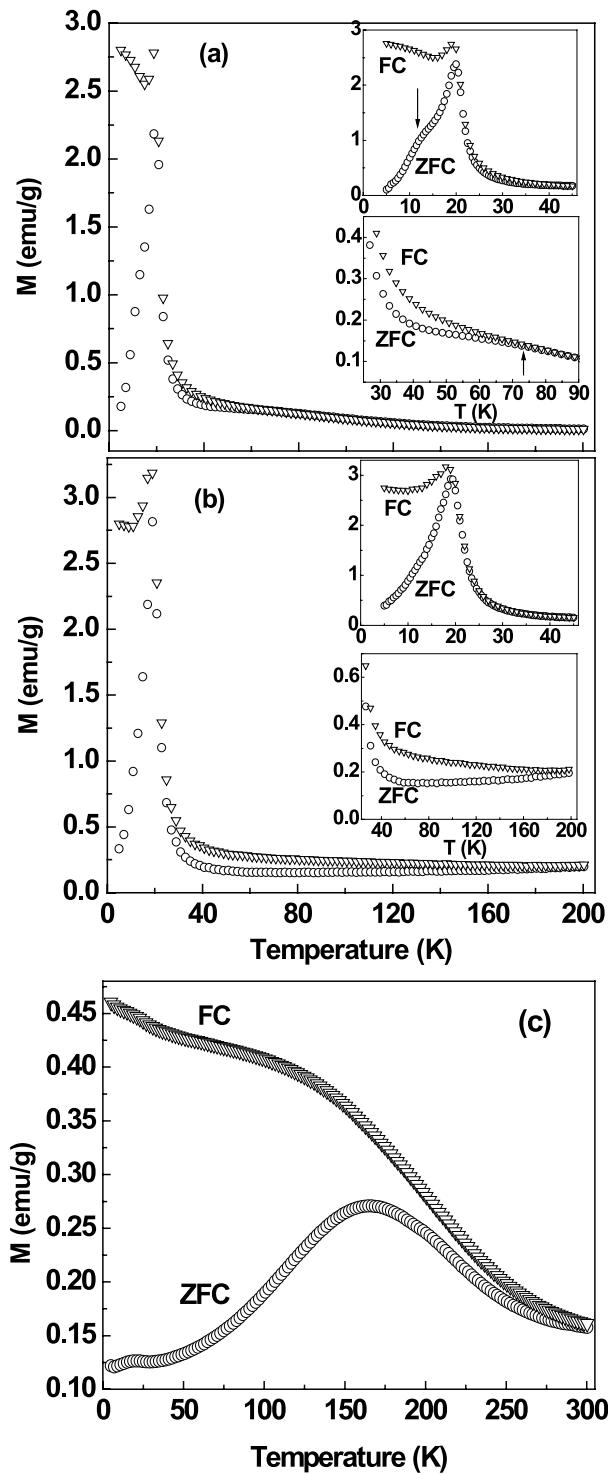 3.0
(a)
2.5
2.0
1.5
1.0
0.5
0.0
M (emu/g)
3
2
1
0
FC
ZFC
0 10 20 30 40
0.4
0.3
0.2
0.1
FC
ZFC
30 40 50 60 70 80 90
T (K)
(b)
3.0
2.5
2.0
1.5
1.0
0.5
0.0
M (emu/g)
3
2
1
0
FC
ZFC
0 10 20 30 40
0.6
0.4
0.2
0.0
FC
ZFC
40 80 120 160 200
T (K)
0 40 80 120 160 200
Temperature (K)
(c)
0.45
0.40
0.35
0.30
0.25
0.20
0.15
0.10
M (emu/g)
FC
ZFC
0 50 100 150 200 250 300
Temperature (K)